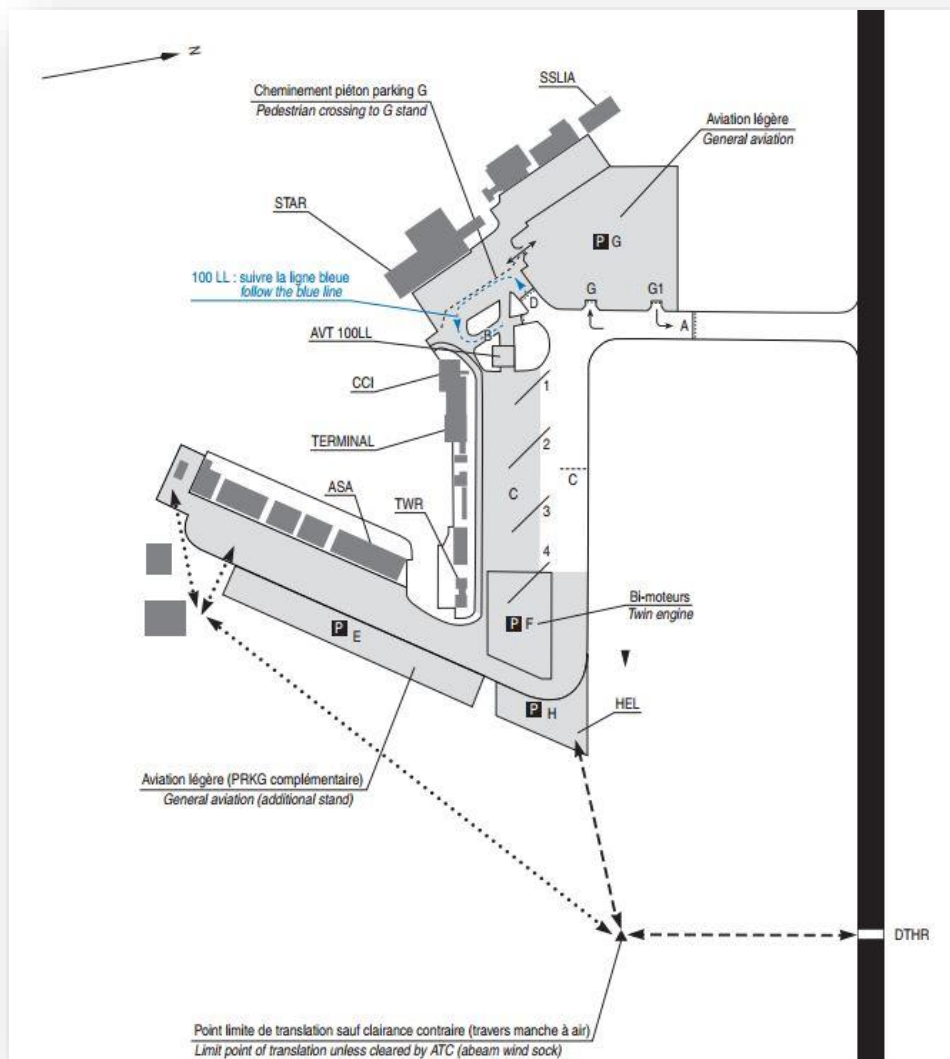 N
SSLIA
Cheminement piéton parking G
Pedestrian crossing to G stand
Aviation légère
General aviation
STAR
P G
100 LL : suivre la ligne bleue
follow the blue line
D
G
G1
A
B
AVT 100LL
CCI
1
TERMINAL
2
C
C
ASA
TWR
3
4
Bi-moteurs
Twin engine
P F
P E
P H
HEL
Aviation légère (PRKG complémentaire)
General aviation (additional stand)
DTHR
Point limite de translation sauf clairance contraire (travers manche à air)
Limit point of translation unless cleared by ATC (abeam wind sock)